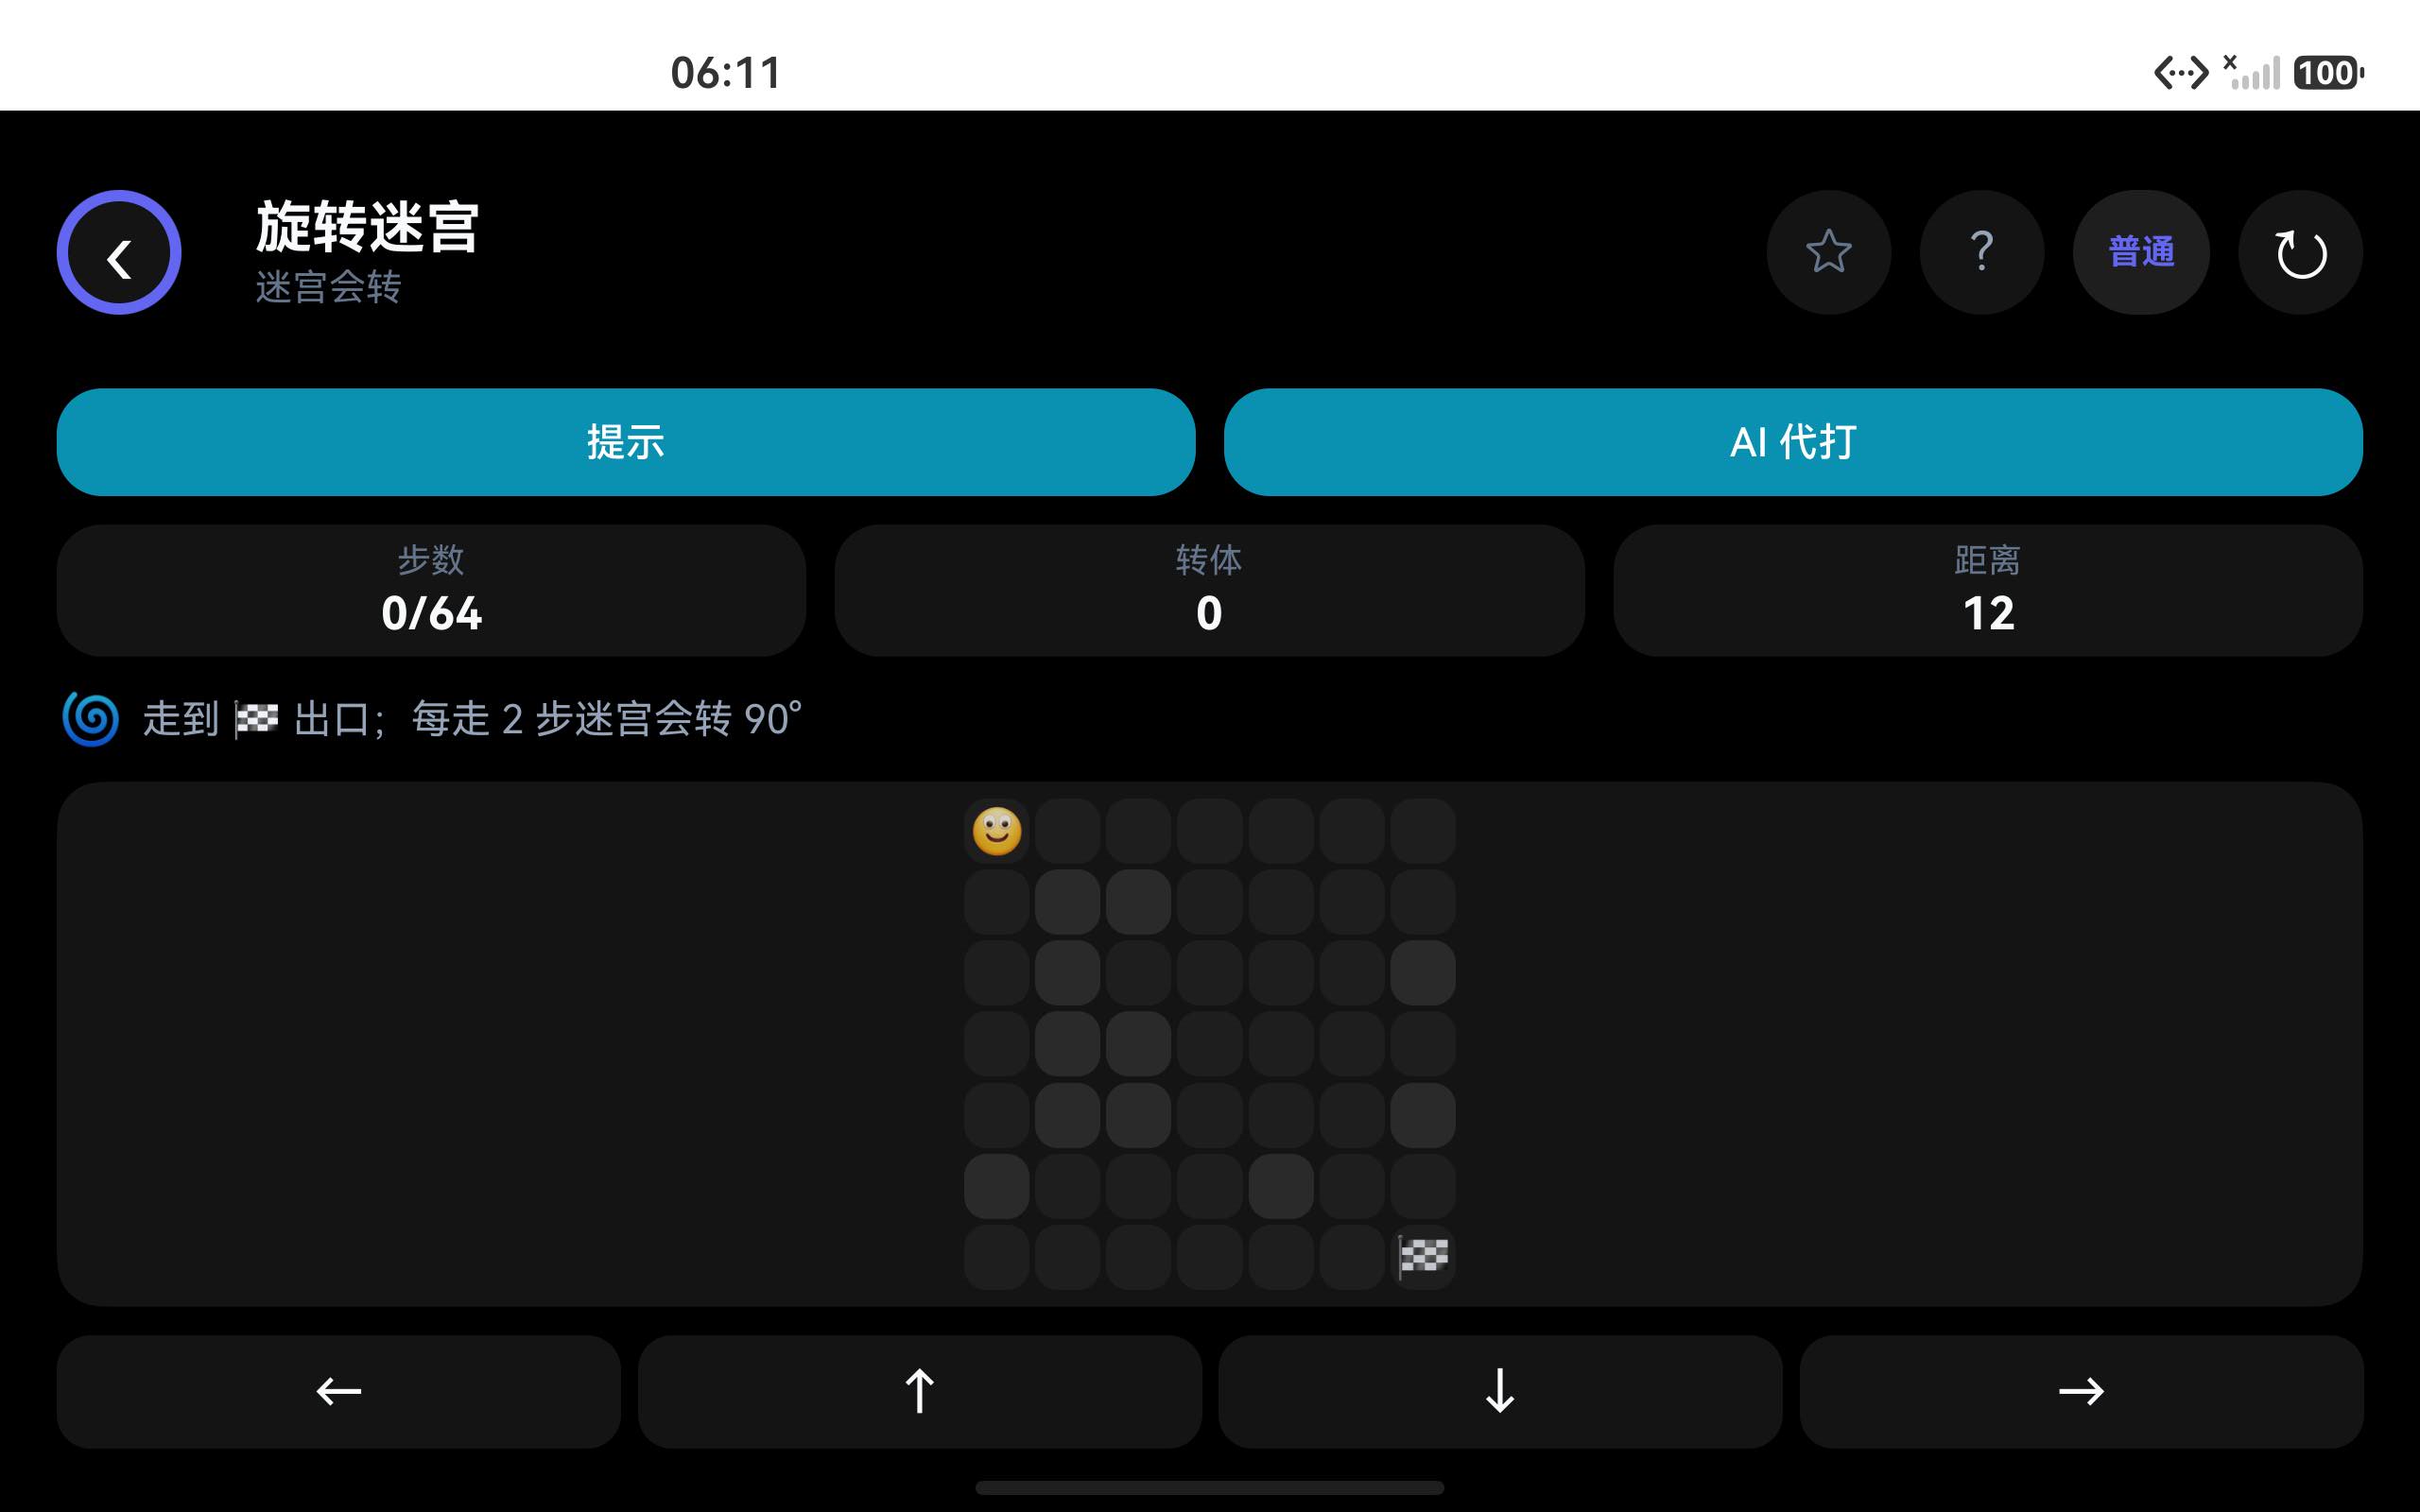 06:11
100
旋转迷宫
迷宫会转
?
普通
提示
AI 代打
步数
0/64
转体
0
距离
12
走到 出口；每走 2 步迷宫会转 90°
← ↑ ↓ →